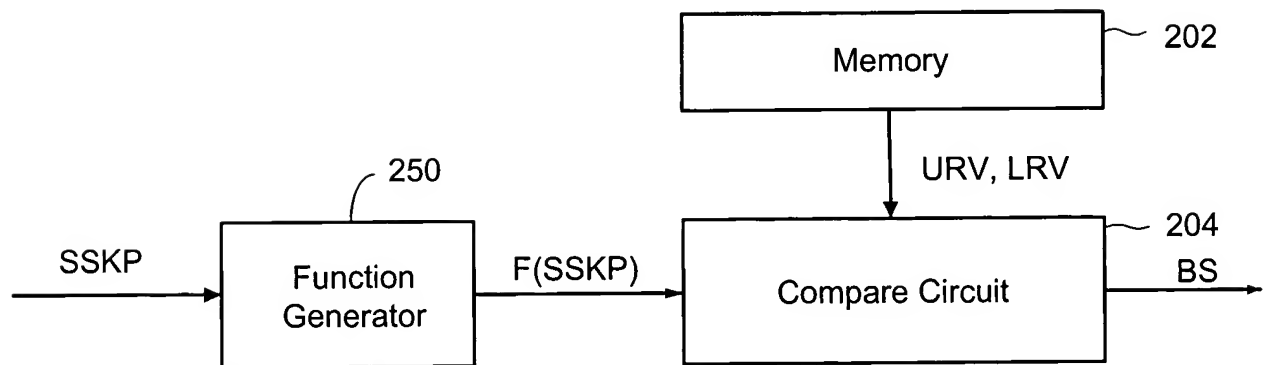 202
Memory
URV, LRV
250
204
SSKP
Function
Generator
F(SSKP)
Compare Circuit
BS